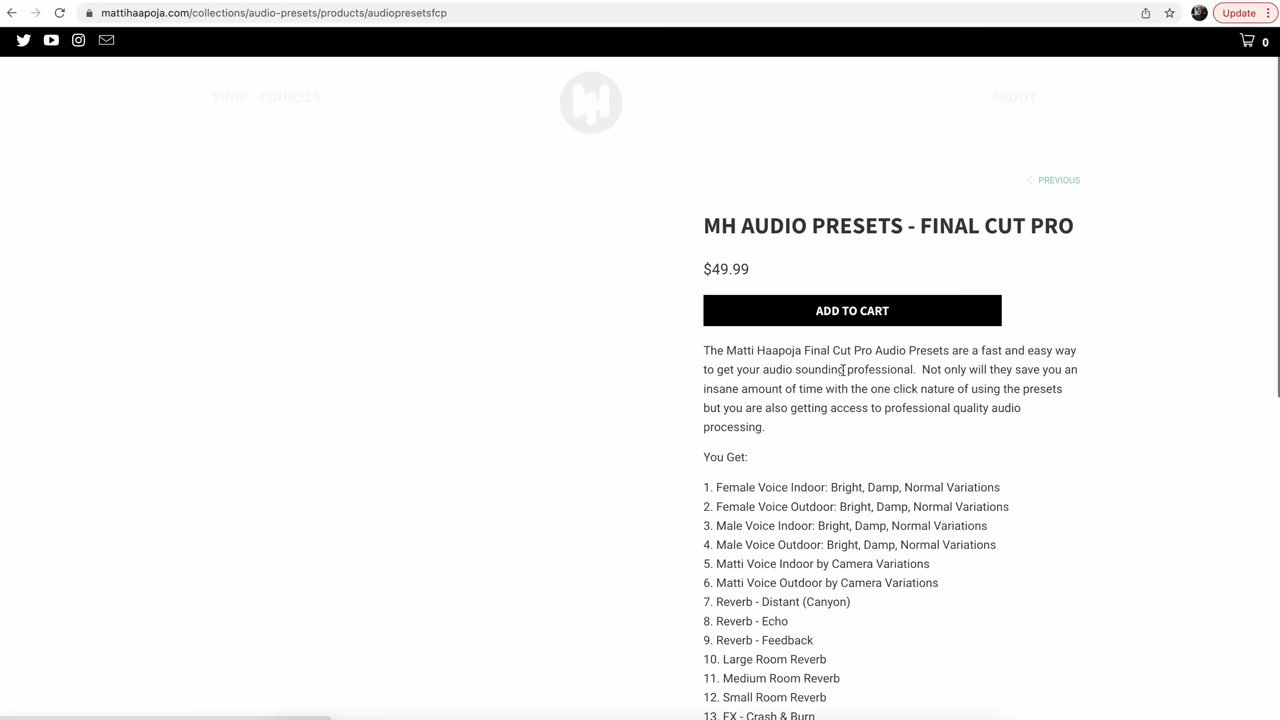 mattihaapoja.com/collections/audio-presets/products/audiopresetsfcp
Update
0
SHOP COURSES
ABOUT
PREVIOUS
MH AUDIO PRESETS - FINAL CUT PRO
$49.99
ADD TO CART
The Matti Haapoja Final Cut Pro Audio Presets are a fast and easy way
to get your audio sounding professional.  Not only will they save you an
insane amount of time with the one click nature of using the presets
but you are also getting access to professional quality audio
processing.
You Get:
1. Female Voice Indoor: Bright, Damp, Normal Variations
2. Female Voice Outdoor: Bright, Damp, Normal Variations
3. Male Voice Indoor: Bright, Damp, Normal Variations
4. Male Voice Outdoor: Bright, Damp, Normal Variations
5. Matti Voice Indoor by Camera Variations
6. Matti Voice Outdoor by Camera Variations
7. Reverb - Distant (Canyon)
8. Reverb - Echo
9. Reverb - Feedback
10. Large Room Reverb
11. Medium Room Reverb
12. Small Room Reverb
13. FX - Crash & Burn